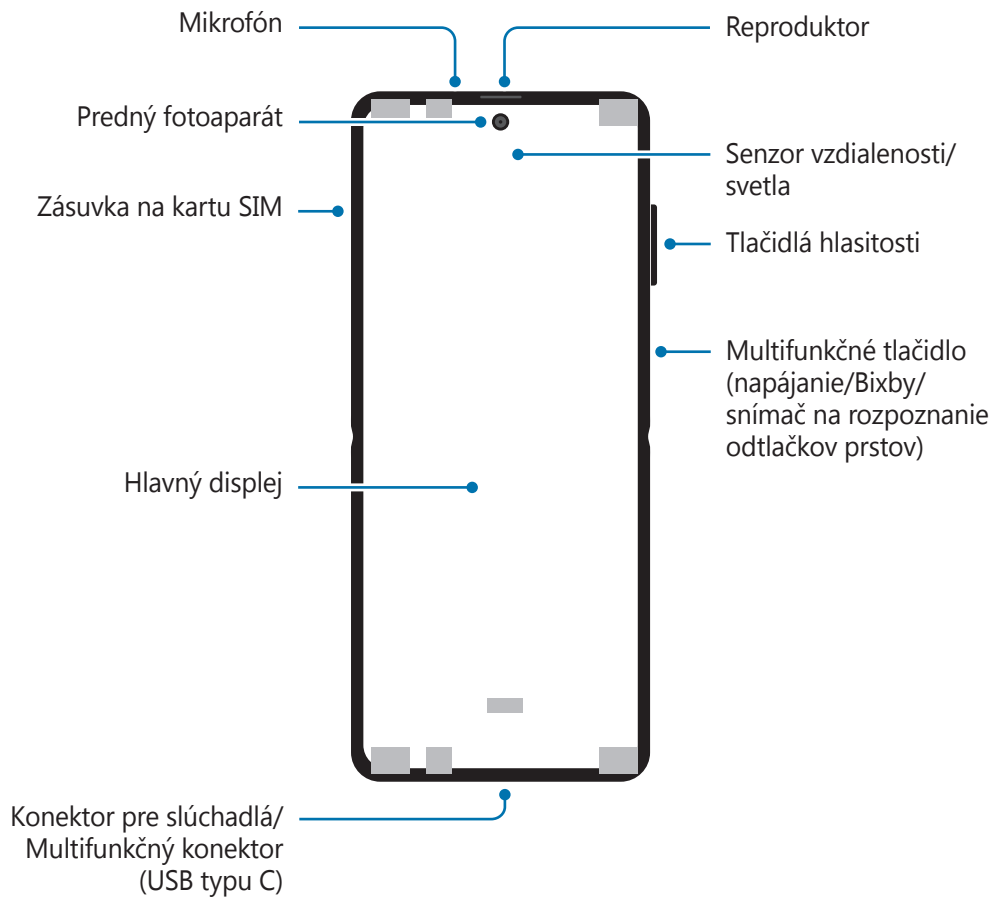 Mikrofón
Reproduktor
Predný fotoaparát
Senzor vzdialenosti/
svetla
Zásuvka na kartu SIM
Tlačidlá hlasitosti
Multifunkčné tlačidlo
(napájanie/Bixby/
snímač na rozpoznanie
odtlačkov prstov)
Hlavný displej
Konektor pre slúchadlá/
Multifunkčný konektor
(USB typu C)